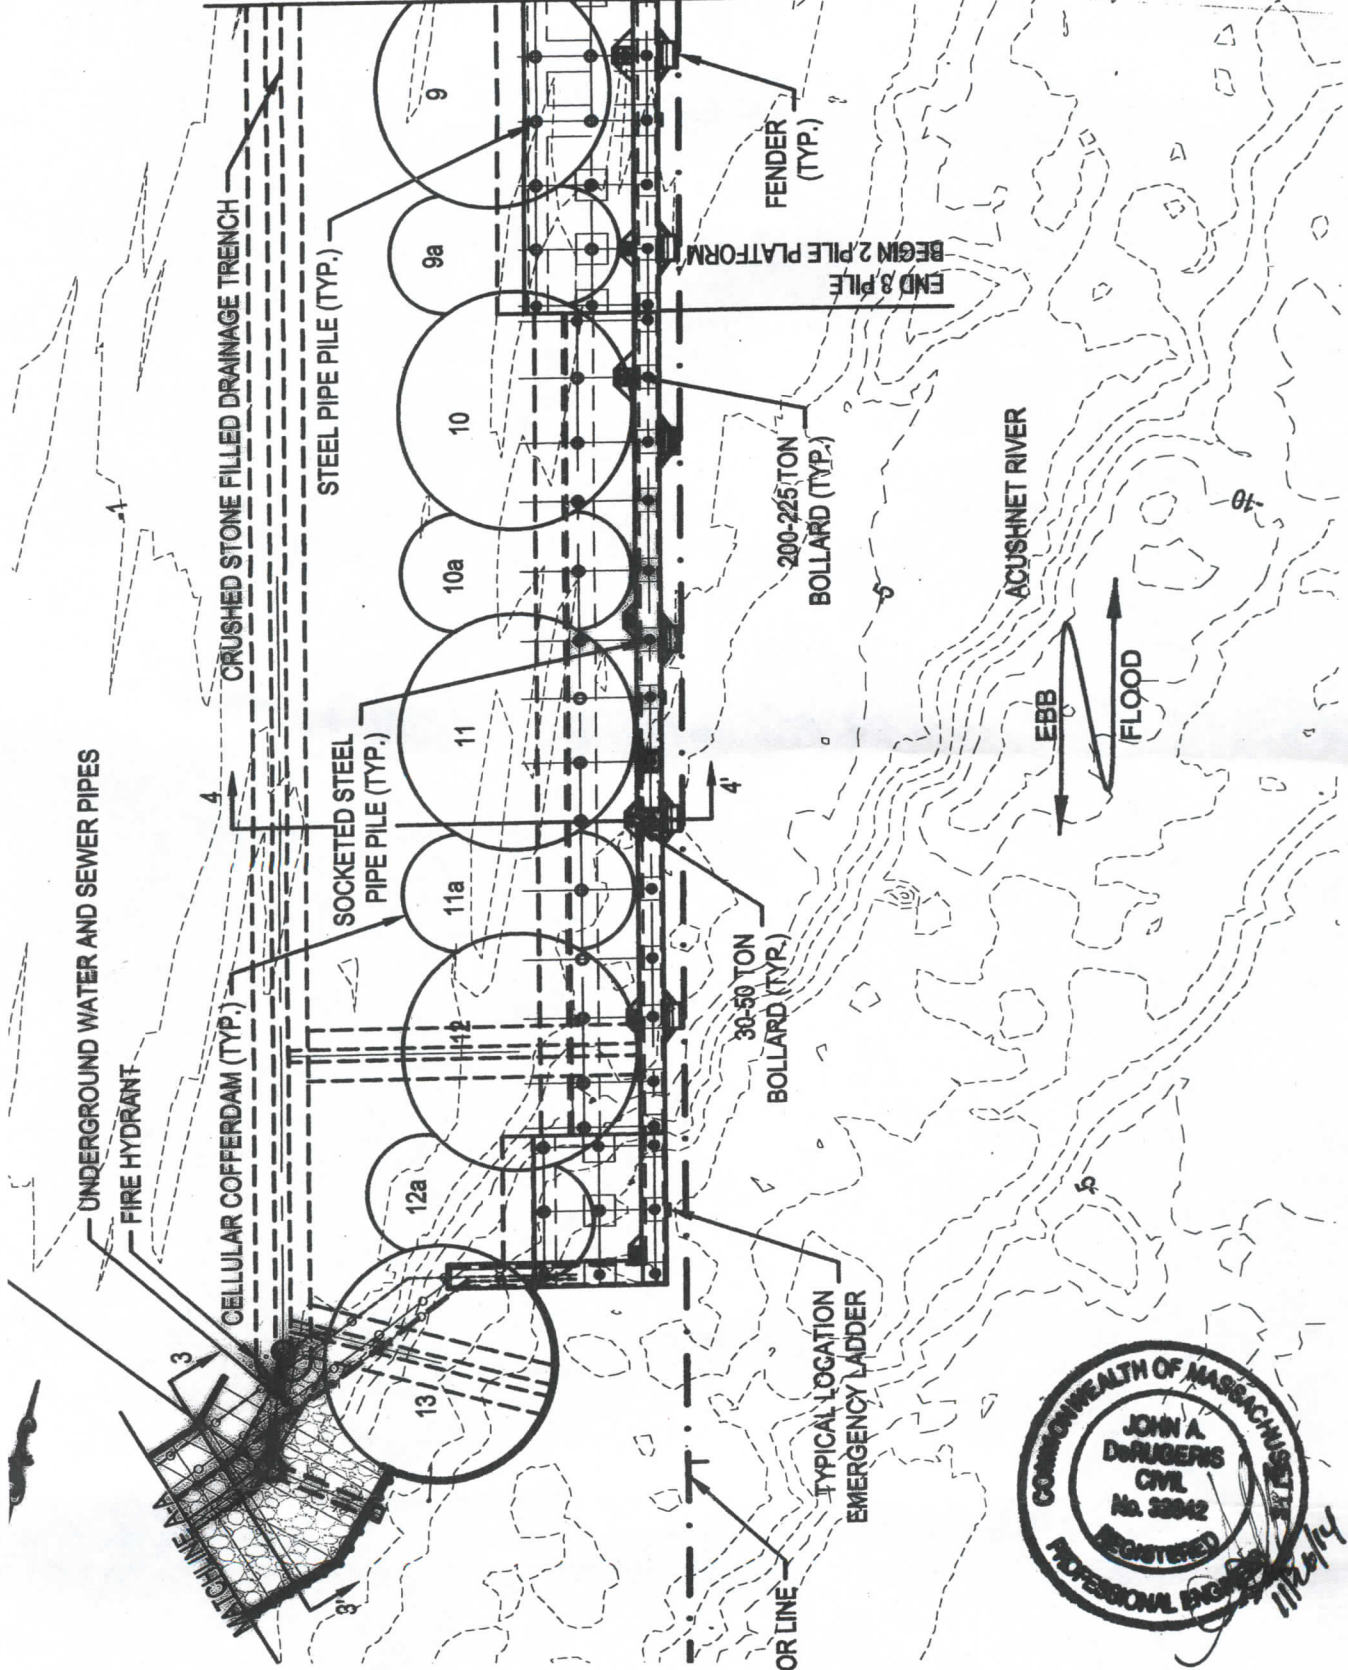 UNDERGROUND WATER AND SEWER PIPES
FIRE HYDRANT
CELLULAR COFFERDAM (TYP.)
CRUSHED STONE FILLED DRAINAGE TRENCH
SOCKETED STEEL
PIPE PILE (TYP.)
STEEL PIPE PILE (TYP.)
MATCHLINE A-A
3
3'
4
4'
13
12a
12
11a
11
10a
10
9a
9
END 3 PILE
BEGIN 2 PILE PLATFORM
FENDER
(TYP.)
200-225 TON
BOLLARD (TYP.)
30-50 TON
BOLLARD (TYP.)
TYPICAL LOCATION
EMERGENCY LADDER
OR LINE
EBB
FLOOD
ACUSHNET RIVER
-5
-5
-10
COMMONWEALTH OF MASSACHUSETTS
JOHN A.
DeRUGERIS
CIVIL
REGISTERED
PROFESSIONAL ENGINEER